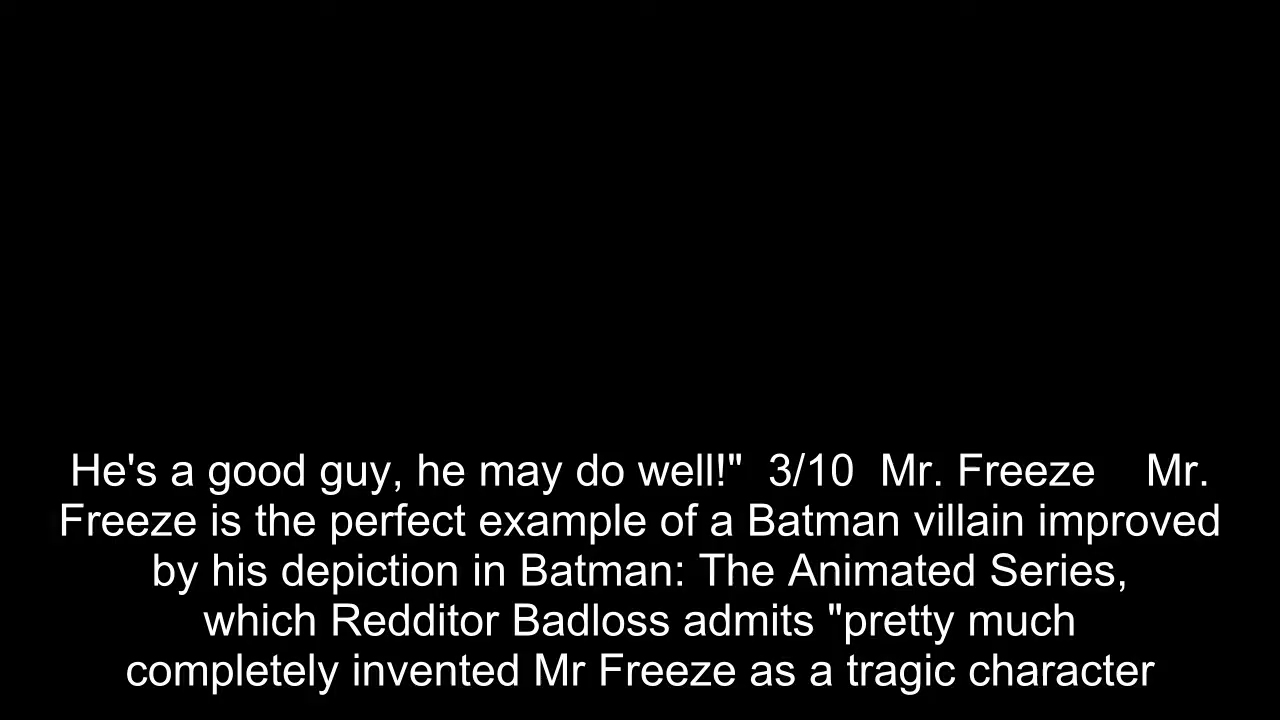 He's a good guy, he may do well!"  3/10  Mr. Freeze    Mr.
Freeze is the perfect example of a Batman villain improved
by his depiction in Batman: The Animated Series,
which Redditor Badloss admits "pretty much
completely invented Mr Freeze as a tragic character